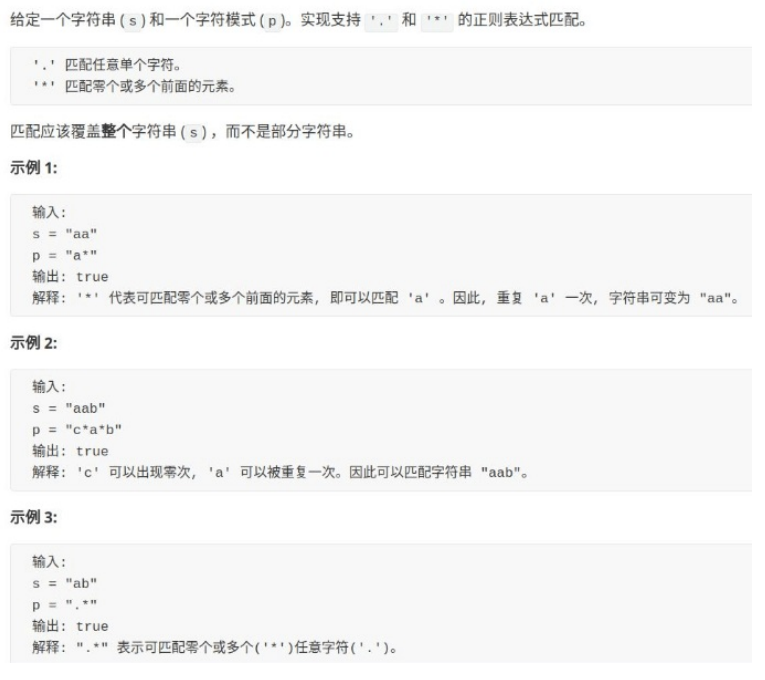 给定一个字符串 (s) 和一个字符模式 (p)。实现支持 '.' 和 '*' 的正则表达式匹配。
'.' 匹配任意单个字符。
'*' 匹配零个或多个前面的元素。
匹配应该覆盖整个字符串 (s) ，而不是部分字符串。
示例 1:
输入:
s = "aa"
p = "a*"
输出: true
解释: '*' 代表可匹配零个或多个前面的元素, 即可以匹配 'a' 。因此, 重复 'a' 一次, 字符串可变为 "aa"。
示例 2:
输入:
s = "aab"
p = "c*a*b"
输出: true
解释: 'c' 可以出现零次, 'a' 可以被重复一次。因此可以匹配字符串 "aab"。
示例 3:
输入:
s = "ab"
p = ".*"
输出: true
解释: ".*" 表示可匹配零个或多个('*')任意字符('.')。